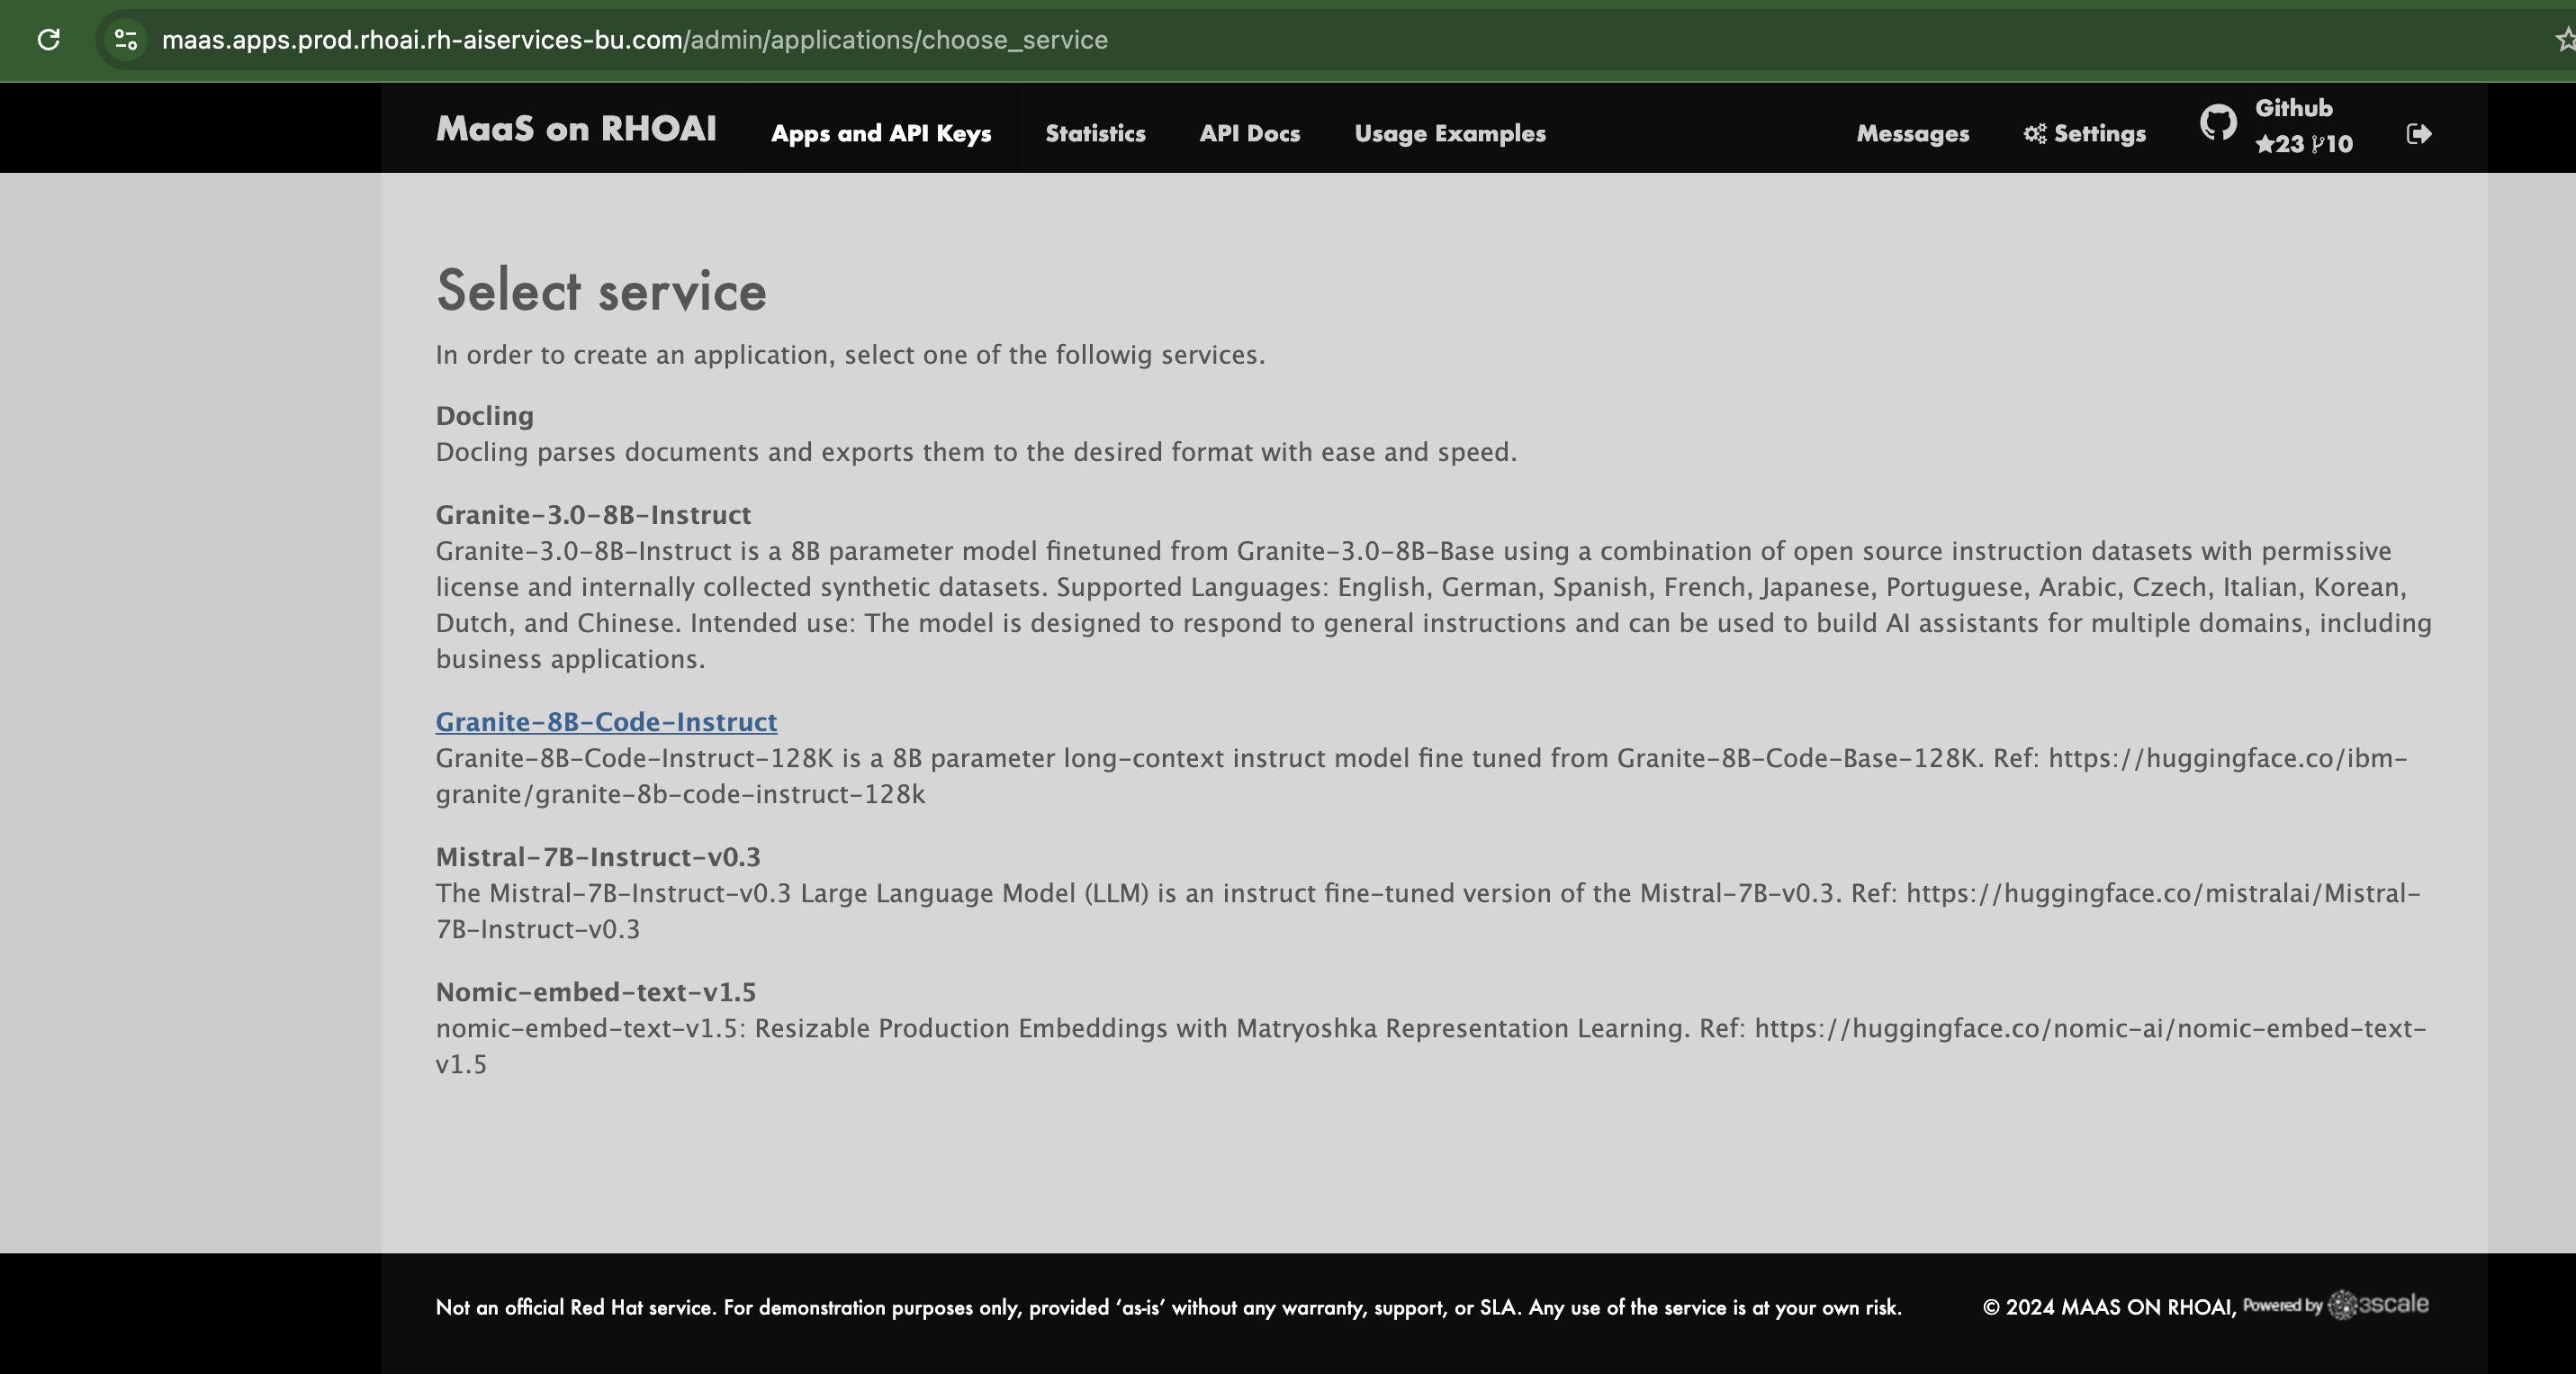 maas.apps.prod.rhoai.rh-aiservices-bu.com/admin/applications/choose_service
MaaS on RHOAI
Apps and API Keys
Statistics
API Docs
Usage Examples
Messages
Settings
Github
23 10
Select service
In order to create an application, select one of the followig services.
Docling
Docling parses documents and exports them to the desired format with ease and speed.
Granite-3.0-8B-Instruct
Granite-3.0-8B-Instruct is a 8B parameter model finetuned from Granite-3.0-8B-Base using a combination of open source instruction datasets with permissive
license and internally collected synthetic datasets. Supported Languages: English, German, Spanish, French, Japanese, Portuguese, Arabic, Czech, Italian, Korean,
Dutch, and Chinese. Intended use: The model is designed to respond to general instructions and can be used to build AI assistants for multiple domains, including
business applications.
Granite-8B-Code-Instruct
Granite-8B-Code-Instruct-128K is a 8B parameter long-context instruct model fine tuned from Granite-8B-Code-Base-128K. Ref: https://huggingface.co/ibm-
granite/granite-8b-code-instruct-128k
Mistral-7B-Instruct-v0.3
The Mistral-7B-Instruct-v0.3 Large Language Model (LLM) is an instruct fine-tuned version of the Mistral-7B-v0.3. Ref: https://huggingface.co/mistralai/Mistral-
7B-Instruct-v0.3
Nomic-embed-text-v1.5
nomic-embed-text-v1.5: Resizable Production Embeddings with Matryoshka Representation Learning. Ref: https://huggingface.co/nomic-ai/nomic-embed-text-
v1.5
Not an official Red Hat service. For demonstration purposes only, provided ‘as-is’ without any warranty, support, or SLA. Any use of the service is at your own risk.
© 2024 MAAS ON RHOAI, Powered by 3scale